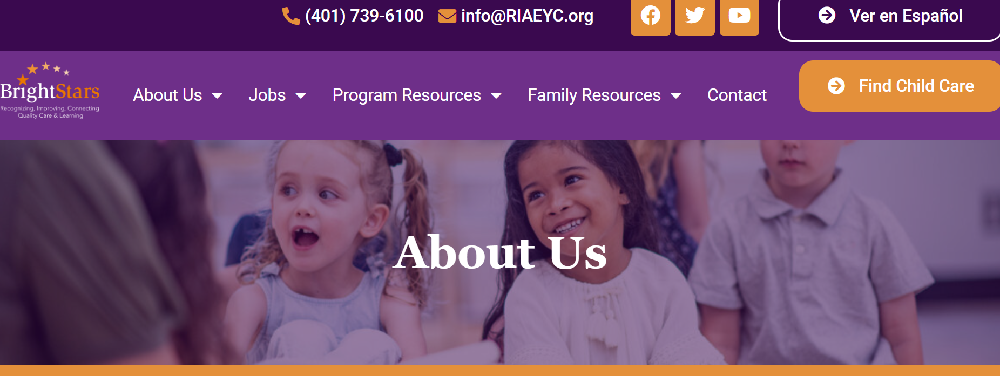 (401) 739-6100 info@RIAEYC.org Ver en Español
BrightStars
Recognizing, Improving, Connecting
Quality Care & Learning
About Us Jobs Program Resources Family Resources Contact Find Child Care
About Us